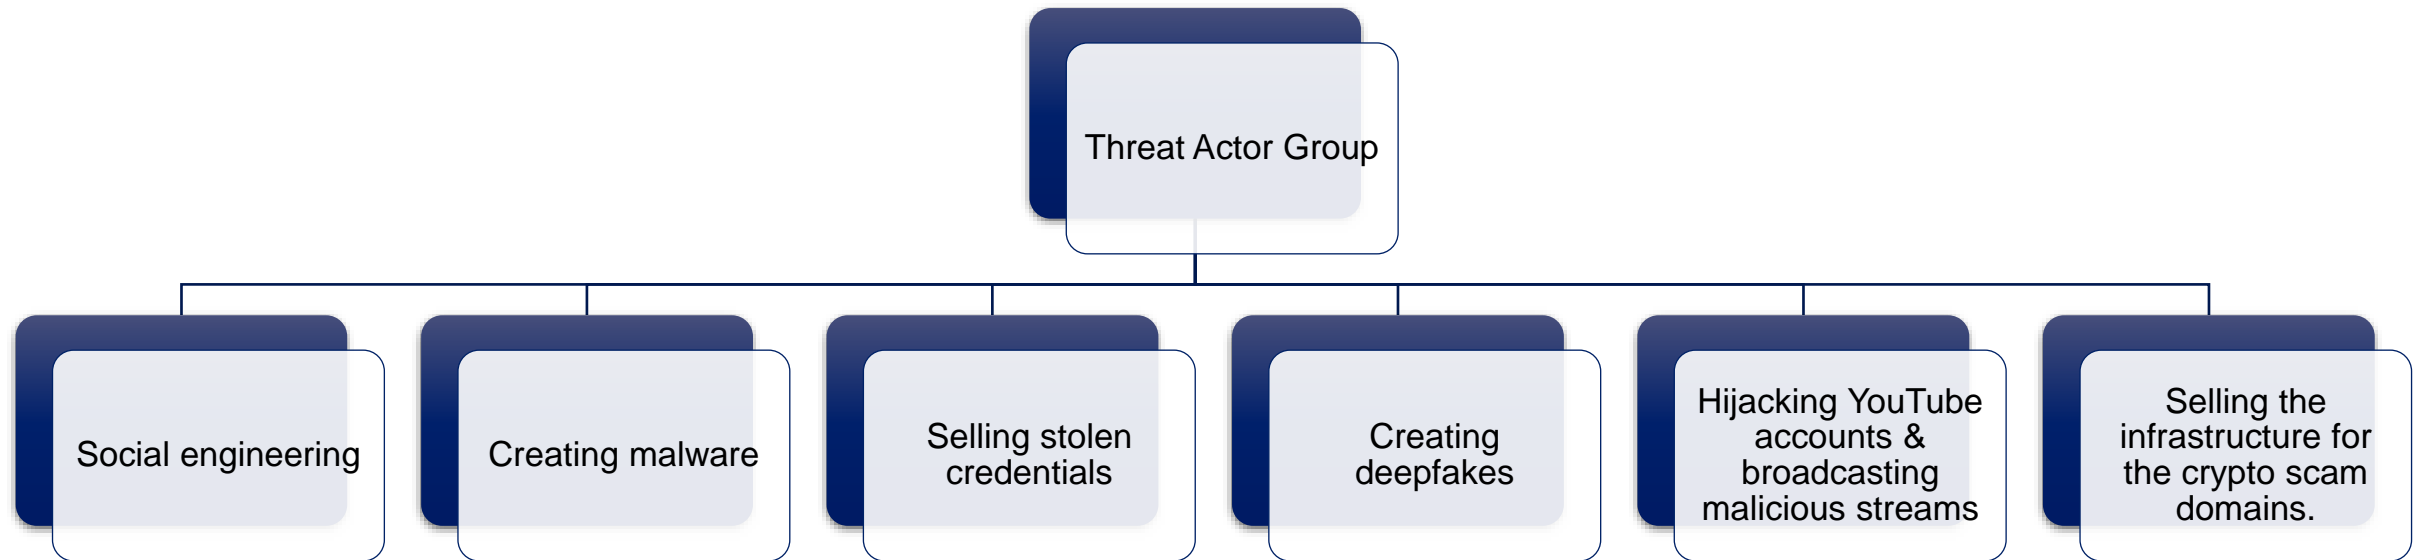 Threat Actor Group
Social engineering
Creating malware
Selling stolen
credentials
Creating
deepfakes
Hijacking YouTube
accounts &
broadcasting
malicious streams
Selling the
infrastructure for
the crypto scam
domains.